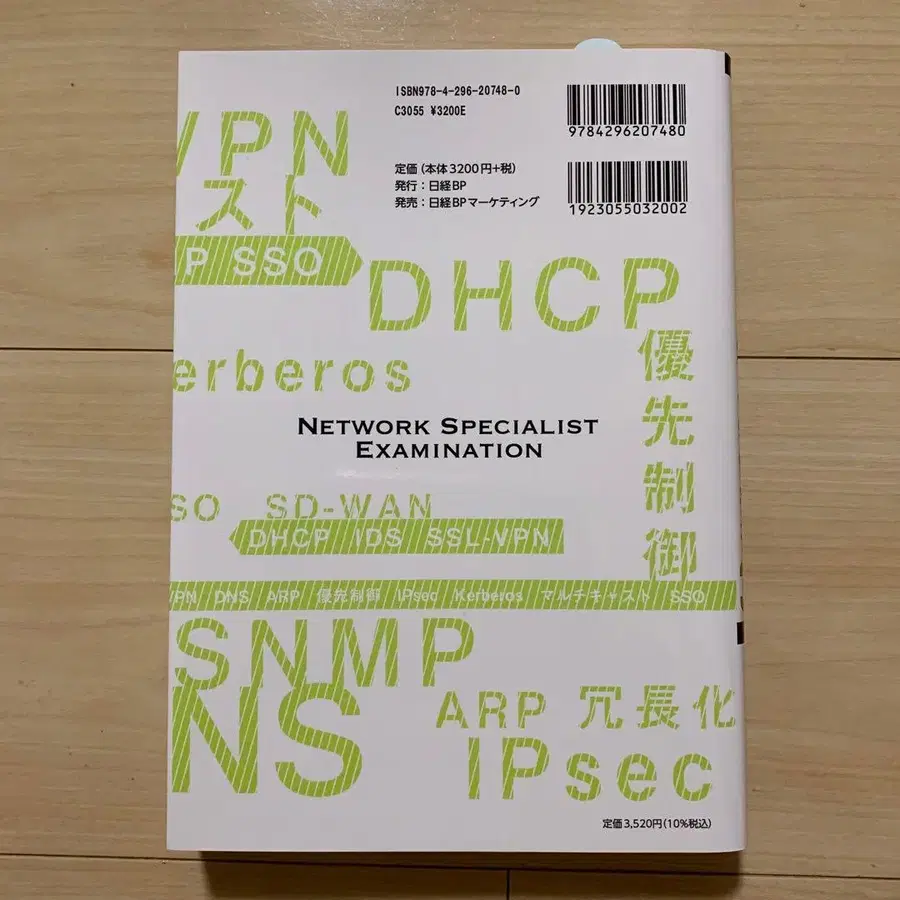 ISBN978-4-296-20748-0
C3055 ¥3200E
9784296207480
定価(本体3200円+税)
発行:日経BP
発売:日経BPマーケティング
1923055032002
VPN
スト
P SSO
DHCP
erberos
優先制御
NETWORK SPECIALIST
EXAMINATION
SO SD-WAN
DHCP IDS SSL-VPN
VPN DNS ARP 優先制御 IPsec Kerberos マルチキャスト SSO
SNMP
NS
ARP 冗長化
IPsec
定価3,520円(10%税込)